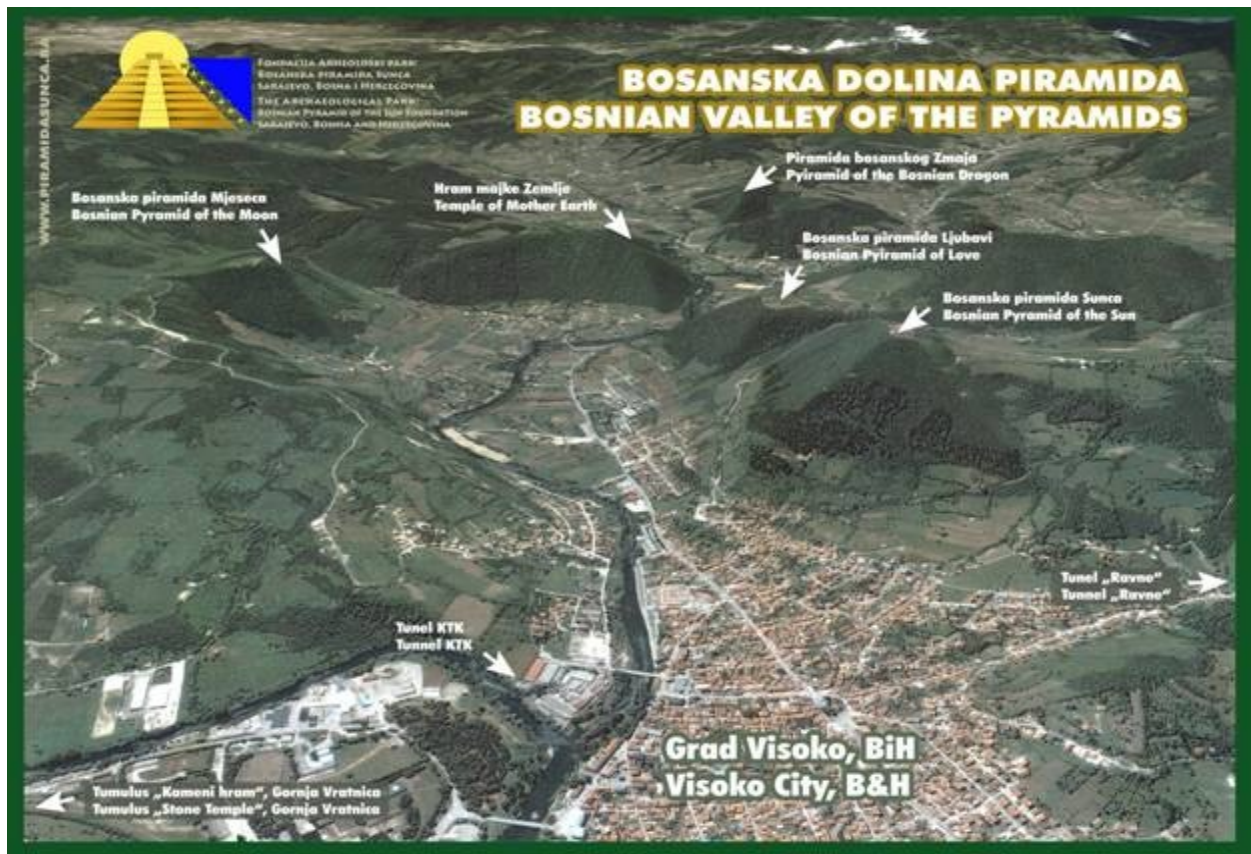 WWW.PIRAMIDASUNCA.BA
FONDACIJA ARHEOLOŠKI PARK:
BOSANSKA PIRAMIDA SUNCA
SARAJEVO, BOSNA I HERCEGOVINA
THE ARCHAEOLOGICAL PARK:
BOSNIAN PYRAMID OF THE SUN FOUNDATION
SARAJEVO, BOSNIA AND HERZEGOVINA
BOSANSKA DOLINA PIRAMIDA
BOSNIAN VALLEY OF THE PYRAMIDS
Piramida bosanskog Zmaja
Pyiramid of the Bosnian Dragon
Bosanska piramida Mjeseca
Bosnian Pyramid of the Moon
Hram majke Zemlje
Temple of Mother Earth
Bosanska piramida Ljubavi
Bosnian Pyiramid of Love
Bosanska piramida Sunca
Bosnian Pyramid of the Sun
Tunel „Ravne“
Tunnel „Ravne“
Tunel KTK
Tunnel KTK
Grad Visoko, BiH
Visoko City, B&H
Tumulus „Kameni hram“, Gornja Vratnica
Tumulus „Stone Temple“, Gornja Vratnica